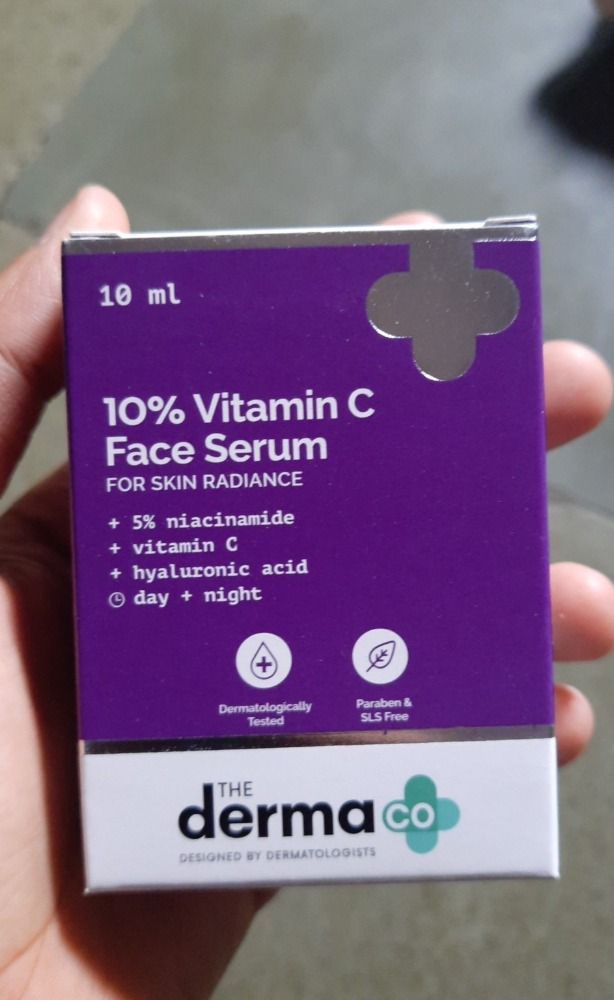 10 ml
10% Vitamin C
Face Serum
FOR SKIN RADIANCE
+ 5% niacinamide
+ vitamin C
+ hyaluronic acid
day + night
Dermatologically
Tested
Paraben &
SLS Free
THE
derma co
DESIGNED BY DERMATOLOGISTS